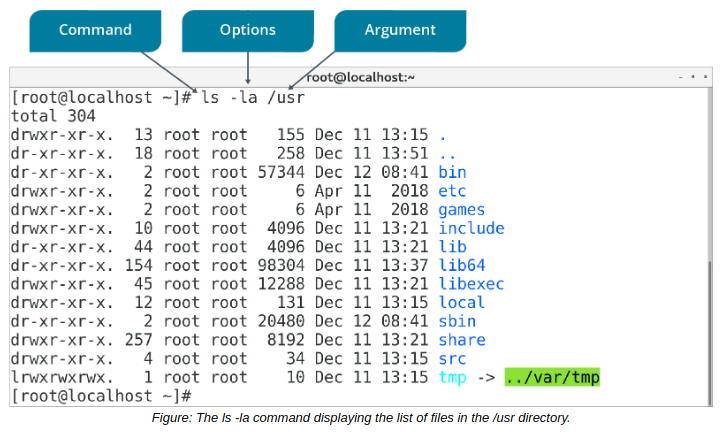 Command Options Argument
root@localhost:~
[root@localhost ~]# ls -la /usr
total 304
drwxr-xr-x. 13 root root 155 Dec 11 13:15 .
dr-xr-xr-x. 18 root root 258 Dec 11 13:51 ..
dr-xr-xr-x. 2 root root 57344 Dec 12 08:41 bin
drwxr-xr-x. 2 root root 6 Apr 11 2018 etc
drwxr-xr-x. 2 root root 6 Apr 11 2018 games
drwxr-xr-x. 10 root root 4096 Dec 11 13:21 include
dr-xr-xr-x. 44 root root 4096 Dec 11 13:21 lib
dr-xr-xr-x. 154 root root 98304 Dec 11 13:37 lib64
drwxr-xr-x. 45 root root 12288 Dec 11 13:21 libexec
drwxr-xr-x. 12 root root 131 Dec 11 13:15 local
dr-xr-xr-x. 2 root root 20480 Dec 12 08:41 sbin
drwxr-xr-x. 257 root root 8192 Dec 11 13:21 share
drwxr-xr-x. 4 root root 34 Dec 11 13:15 src
lrwxrwxrwx. 1 root root 10 Dec 11 13:15 tmp -> ../var/tmp
[root@localhost ~]#
Figure: The ls -la command displaying the list of files in the /usr directory.